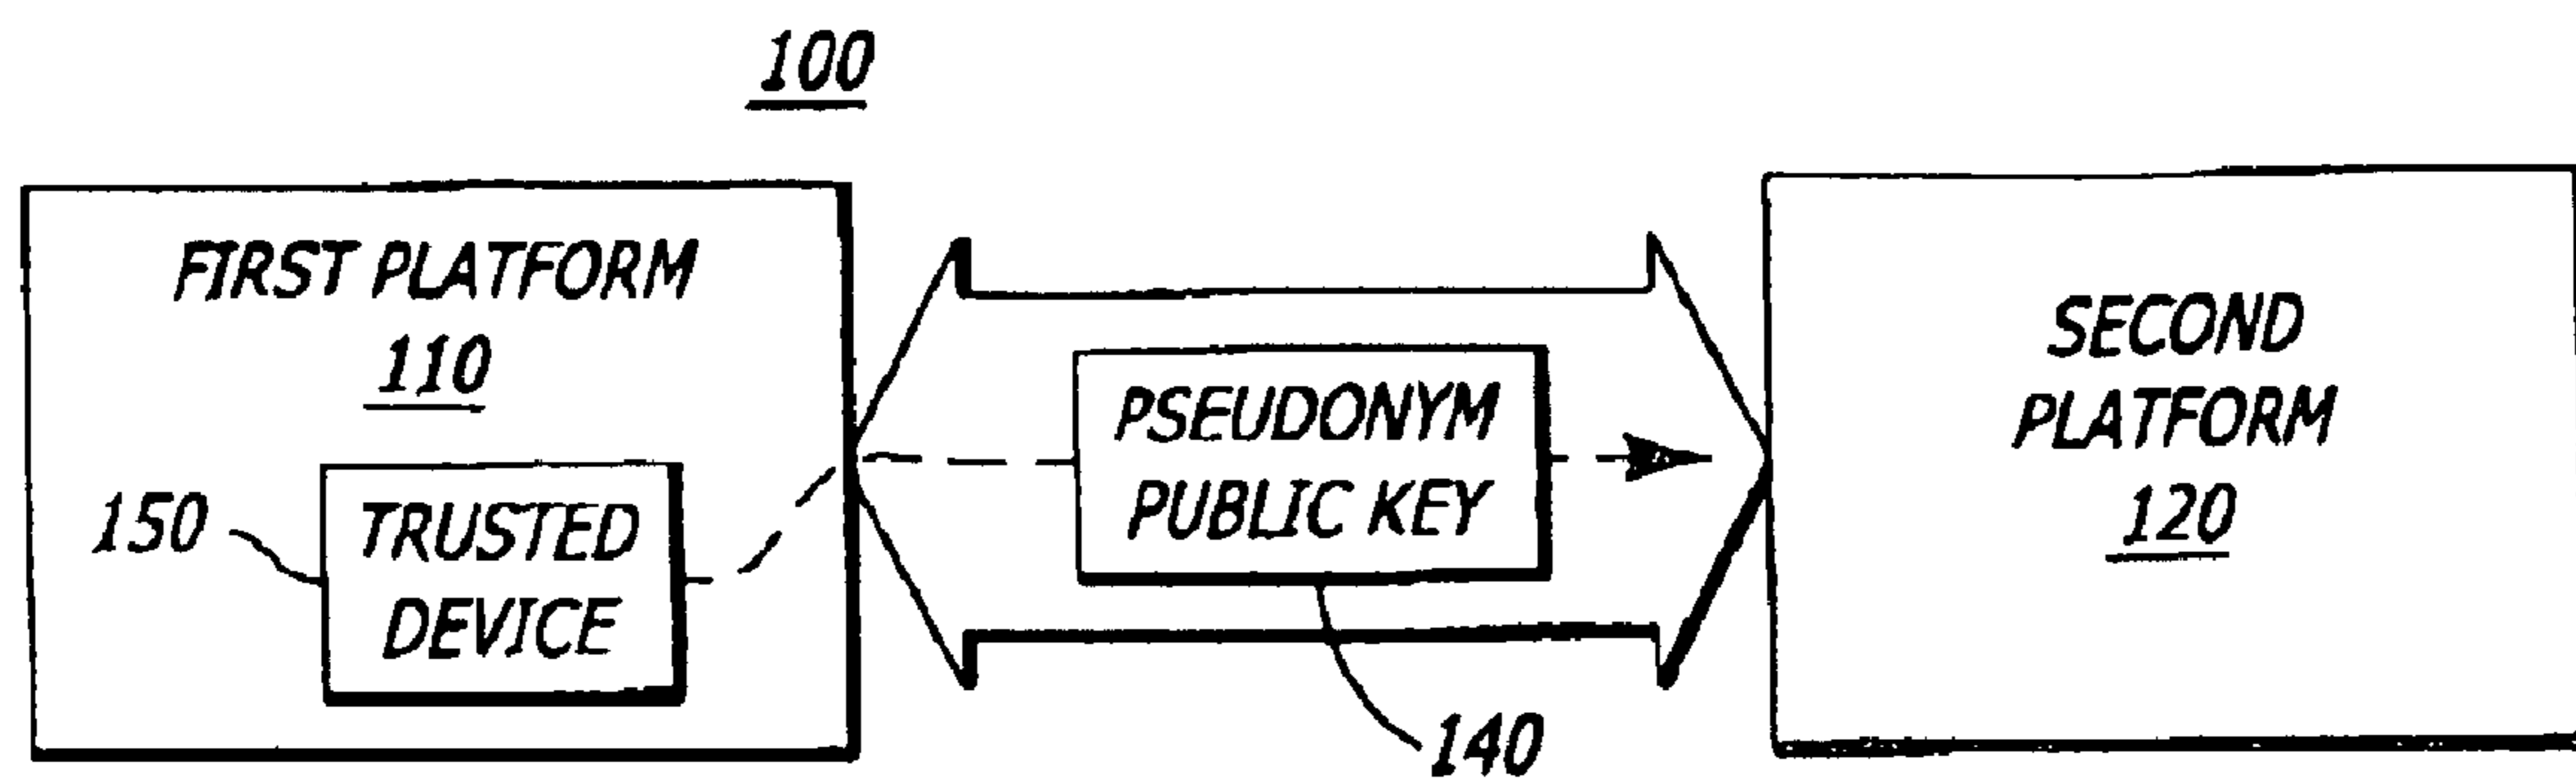 100
FIRST PLATFORM
110
150
TRUSTED
DEVICE
PSEUDONYM
PUBLIC KEY
140
SECOND
PLATFORM
120